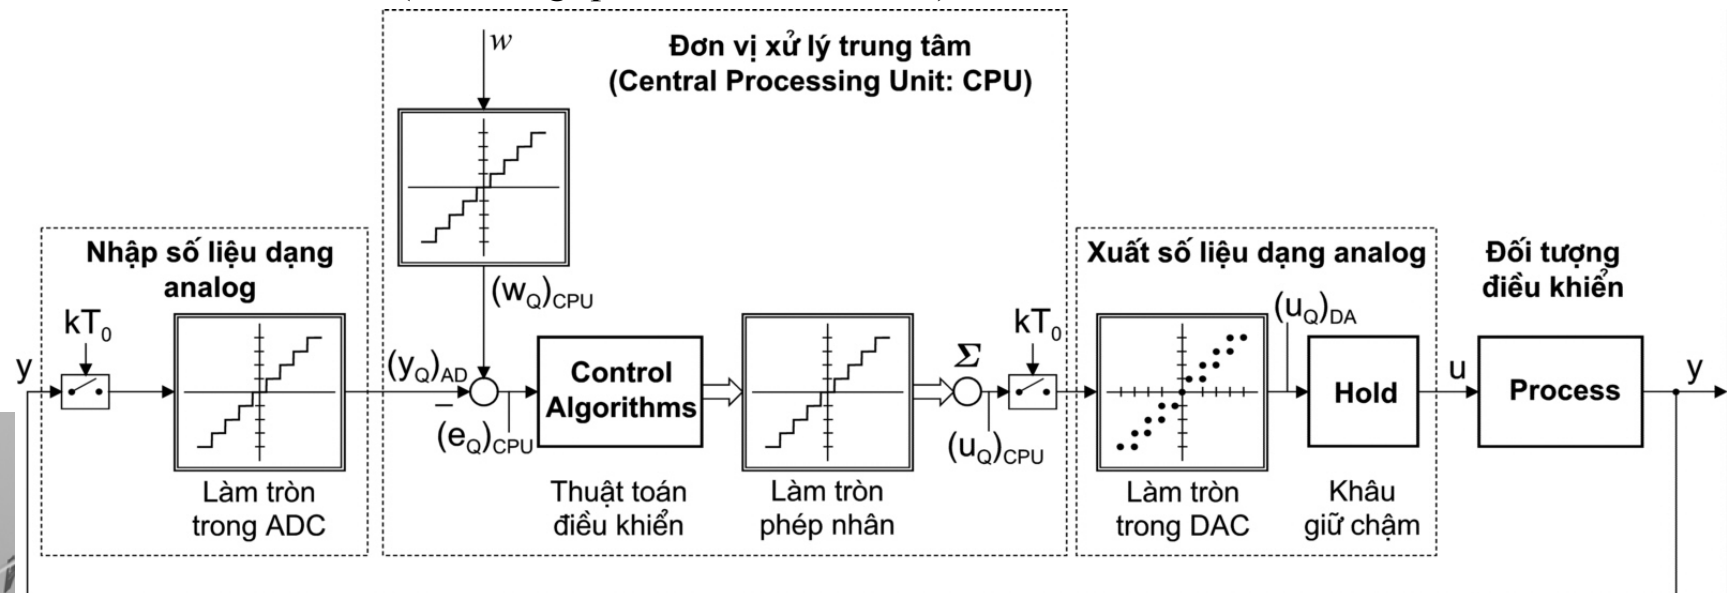 w
Đơn vị xử lý trung tâm
(Central Processing Unit: CPU)
Nhập số liệu dạng
analog
kT0
y
Làm tròn
trong ADC
(yQ)AD
(wQ)CPU
–
(eQ)CPU
Control
Algorithms
Thuật toán
điều khiển
Làm tròn
phép nhân
Σ
(uQ)CPU
kT0
Xuất số liệu dạng analog
(uQ)DA
Làm tròn
trong DAC
Hold
Khâu
giữ chậm
u
Đối tượng
điều khiển
Process
y